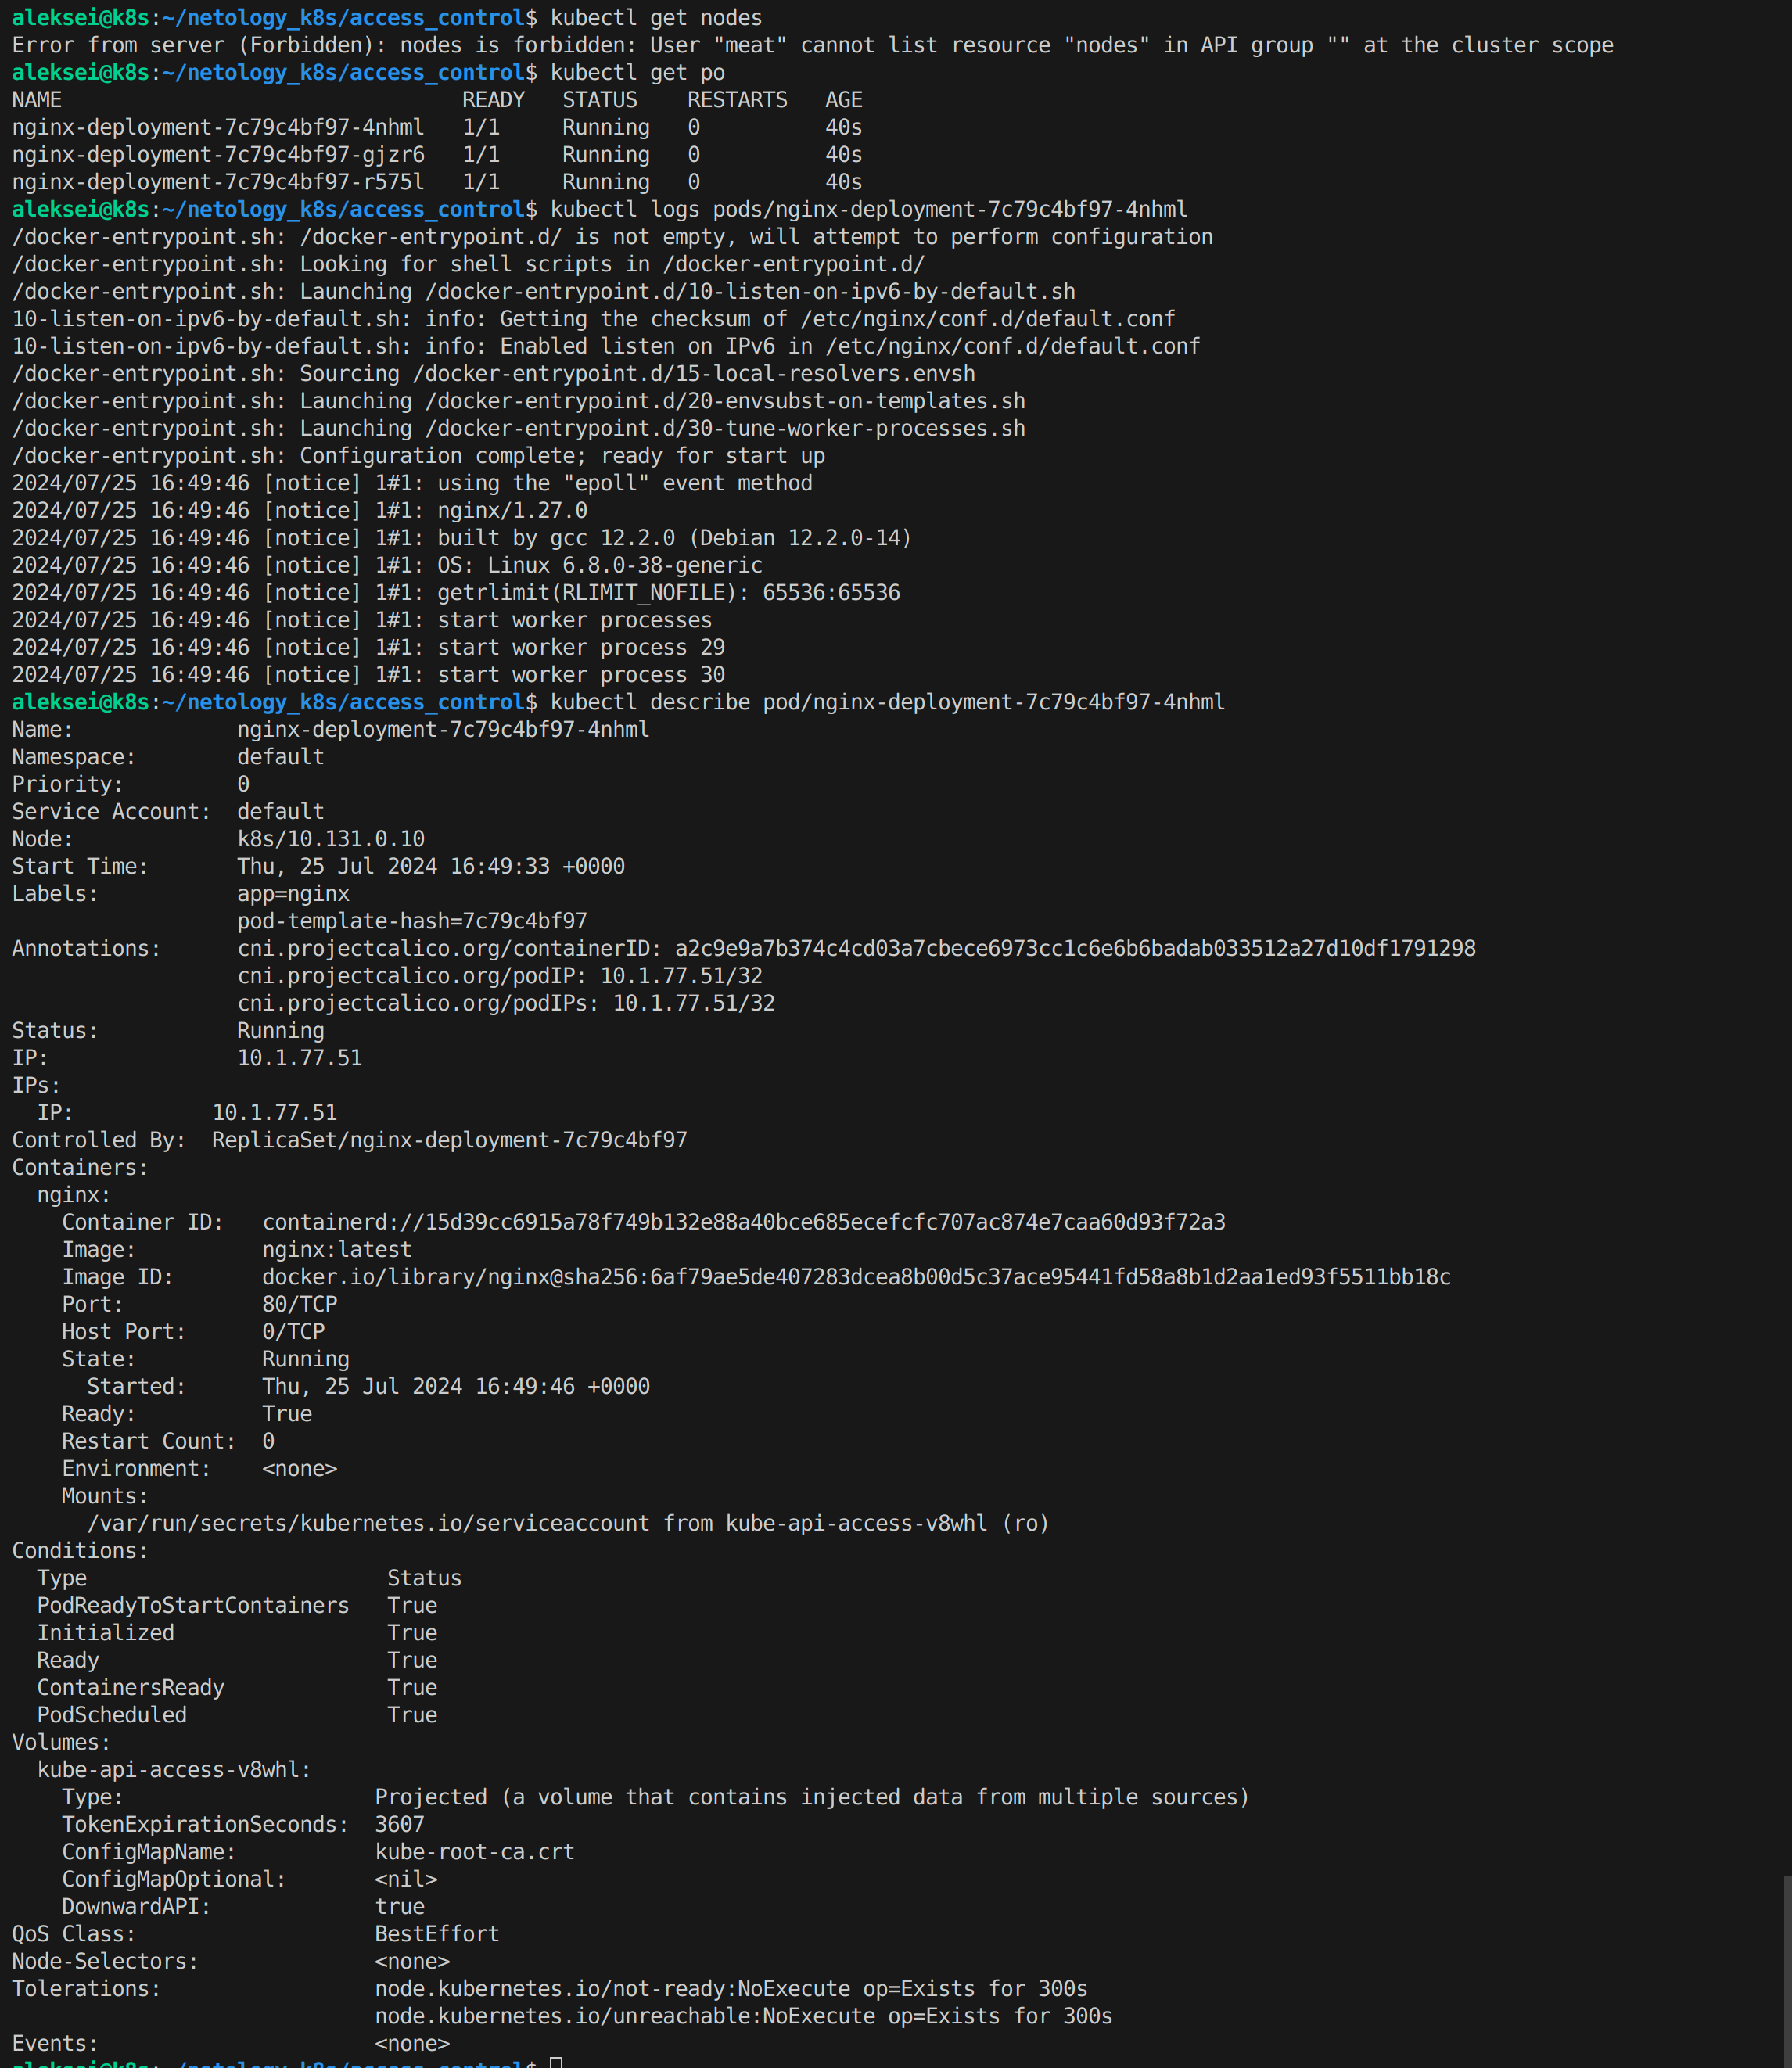 aleksei@k8s:~/netology_k8s/access_control$ kubectl get nodes
Error from server (Forbidden): nodes is forbidden: User "meat" cannot list resource "nodes" in API group "" at the cluster scope
aleksei@k8s:~/netology_k8s/access_control$ kubectl get po
NAME                                READY   STATUS    RESTARTS   AGE
nginx-deployment-7c79c4bf97-4nhml   1/1     Running   0          40s
nginx-deployment-7c79c4bf97-gjzr6   1/1     Running   0          40s
nginx-deployment-7c79c4bf97-r575l   1/1     Running   0          40s
aleksei@k8s:~/netology_k8s/access_control$ kubectl logs pods/nginx-deployment-7c79c4bf97-4nhml
/docker-entrypoint.sh: /docker-entrypoint.d/ is not empty, will attempt to perform configuration
/docker-entrypoint.sh: Looking for shell scripts in /docker-entrypoint.d/
/docker-entrypoint.sh: Launching /docker-entrypoint.d/10-listen-on-ipv6-by-default.sh
10-listen-on-ipv6-by-default.sh: info: Getting the checksum of /etc/nginx/conf.d/default.conf
10-listen-on-ipv6-by-default.sh: info: Enabled listen on IPv6 in /etc/nginx/conf.d/default.conf
/docker-entrypoint.sh: Sourcing /docker-entrypoint.d/15-local-resolvers.envsh
/docker-entrypoint.sh: Launching /docker-entrypoint.d/20-envsubst-on-templates.sh
/docker-entrypoint.sh: Launching /docker-entrypoint.d/30-tune-worker-processes.sh
/docker-entrypoint.sh: Configuration complete; ready for start up
2024/07/25 16:49:46 [notice] 1#1: using the "epoll" event method
2024/07/25 16:49:46 [notice] 1#1: nginx/1.27.0
2024/07/25 16:49:46 [notice] 1#1: built by gcc 12.2.0 (Debian 12.2.0-14)
2024/07/25 16:49:46 [notice] 1#1: OS: Linux 6.8.0-38-generic
2024/07/25 16:49:46 [notice] 1#1: getrlimit(RLIMIT_NOFILE): 65536:65536
2024/07/25 16:49:46 [notice] 1#1: start worker processes
2024/07/25 16:49:46 [notice] 1#1: start worker process 29
2024/07/25 16:49:46 [notice] 1#1: start worker process 30
aleksei@k8s:~/netology_k8s/access_control$ kubectl describe pod/nginx-deployment-7c79c4bf97-4nhml
Name:             nginx-deployment-7c79c4bf97-4nhml
Namespace:        default
Priority:         0
Service Account:  default
Node:             k8s/10.131.0.10
Start Time:       Thu, 25 Jul 2024 16:49:33 +0000
Labels:           app=nginx
                  pod-template-hash=7c79c4bf97
Annotations:      cni.projectcalico.org/containerID: a2c9e9a7b374c4cd03a7cbece6973cc1c6e6b6badab033512a27d10df1791298
                  cni.projectcalico.org/podIP: 10.1.77.51/32
                  cni.projectcalico.org/podIPs: 10.1.77.51/32
Status:           Running
IP:               10.1.77.51
IPs:
  IP:           10.1.77.51
Controlled By:  ReplicaSet/nginx-deployment-7c79c4bf97
Containers:
  nginx:
    Container ID:   containerd://15d39cc6915a78f749b132e88a40bce685ecefcfc707ac874e7caa60d93f72a3
    Image:          nginx:latest
    Image ID:       docker.io/library/nginx@sha256:6af79ae5de407283dcea8b00d5c37ace95441fd58a8b1d2aa1ed93f5511bb18c
    Port:           80/TCP
    Host Port:      0/TCP
    State:          Running
      Started:      Thu, 25 Jul 2024 16:49:46 +0000
    Ready:          True
    Restart Count:  0
    Environment:    <none>
    Mounts:
      /var/run/secrets/kubernetes.io/serviceaccount from kube-api-access-v8whl (ro)
Conditions:
  Type                        Status
  PodReadyToStartContainers   True
  Initialized                 True
  Ready                       True
  ContainersReady             True
  PodScheduled                True
Volumes:
  kube-api-access-v8whl:
    Type:                    Projected (a volume that contains injected data from multiple sources)
    TokenExpirationSeconds:  3607
    ConfigMapName:           kube-root-ca.crt
    ConfigMapOptional:       <nil>
    DownwardAPI:             true
QoS Class:                   BestEffort
Node-Selectors:              <none>
Tolerations:                 node.kubernetes.io/not-ready:NoExecute op=Exists for 300s
                             node.kubernetes.io/unreachable:NoExecute op=Exists for 300s
Events:                      <none>
aleksei@k8s:~/netology_k8s/access_control$